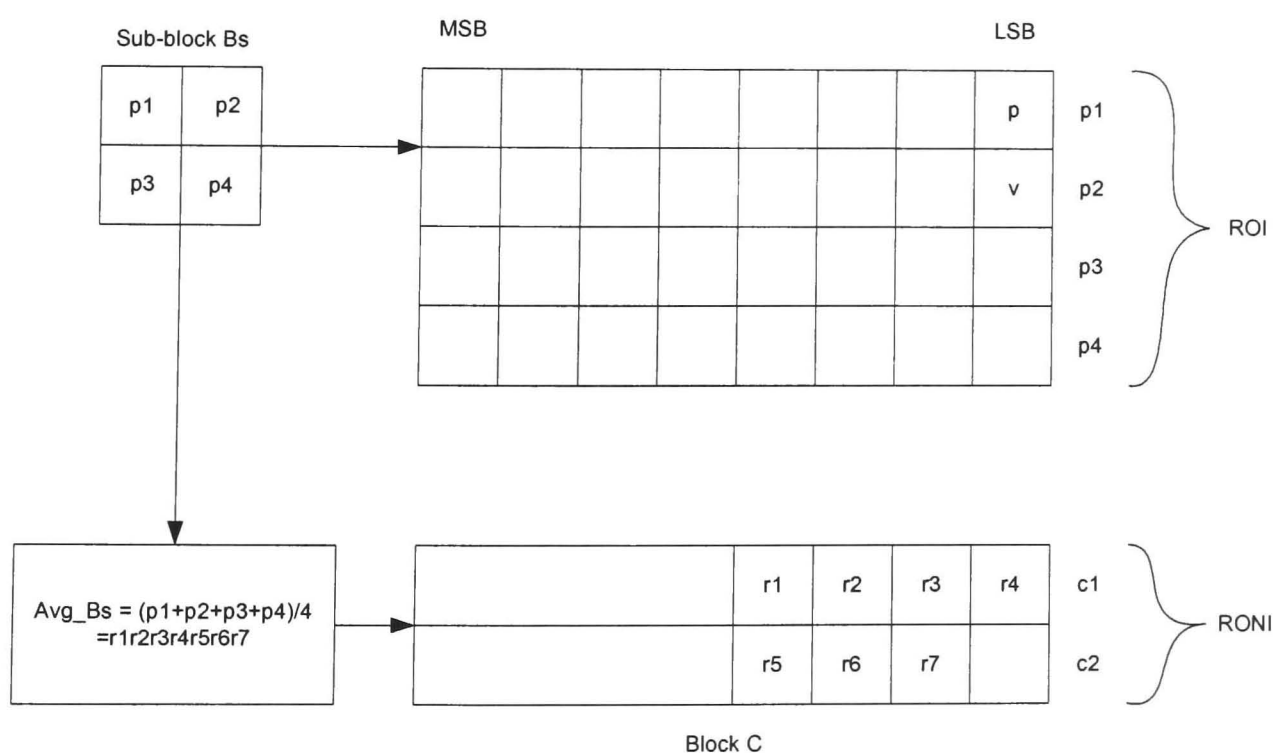 Sub-block Bs
MSB
LSB
p1 p2
p3 p4
p p1
v p2
p3
p4
ROI
Avg_Bs = (p1+p2+p3+p4)/4
=r1r2r3r4r5r6r7
r1 r2 r3 r4 c1
r5 r6 r7 c2
RONI
Block C